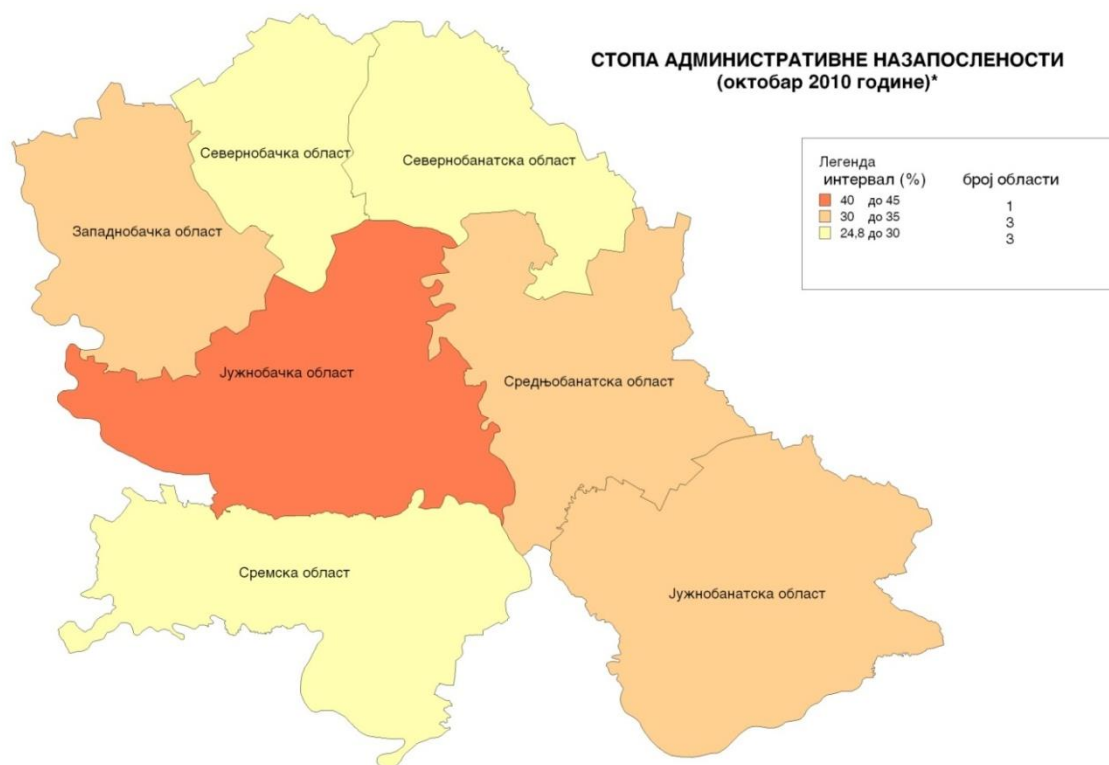 СТОПА АДМИНИСТРАТИВНЕ НАЗАПОСЛЕНОСТИ
(октобар 2010 године)*
Легенда
интервал (%) број области
40 до 45 1
30 до 35 3
24,8 до 30 3
Севернобачка област
Севернобанатска област
Западнобачка област
Јужнобачка област
Средњобанатска област
Сремска област
Јужнобанатска област